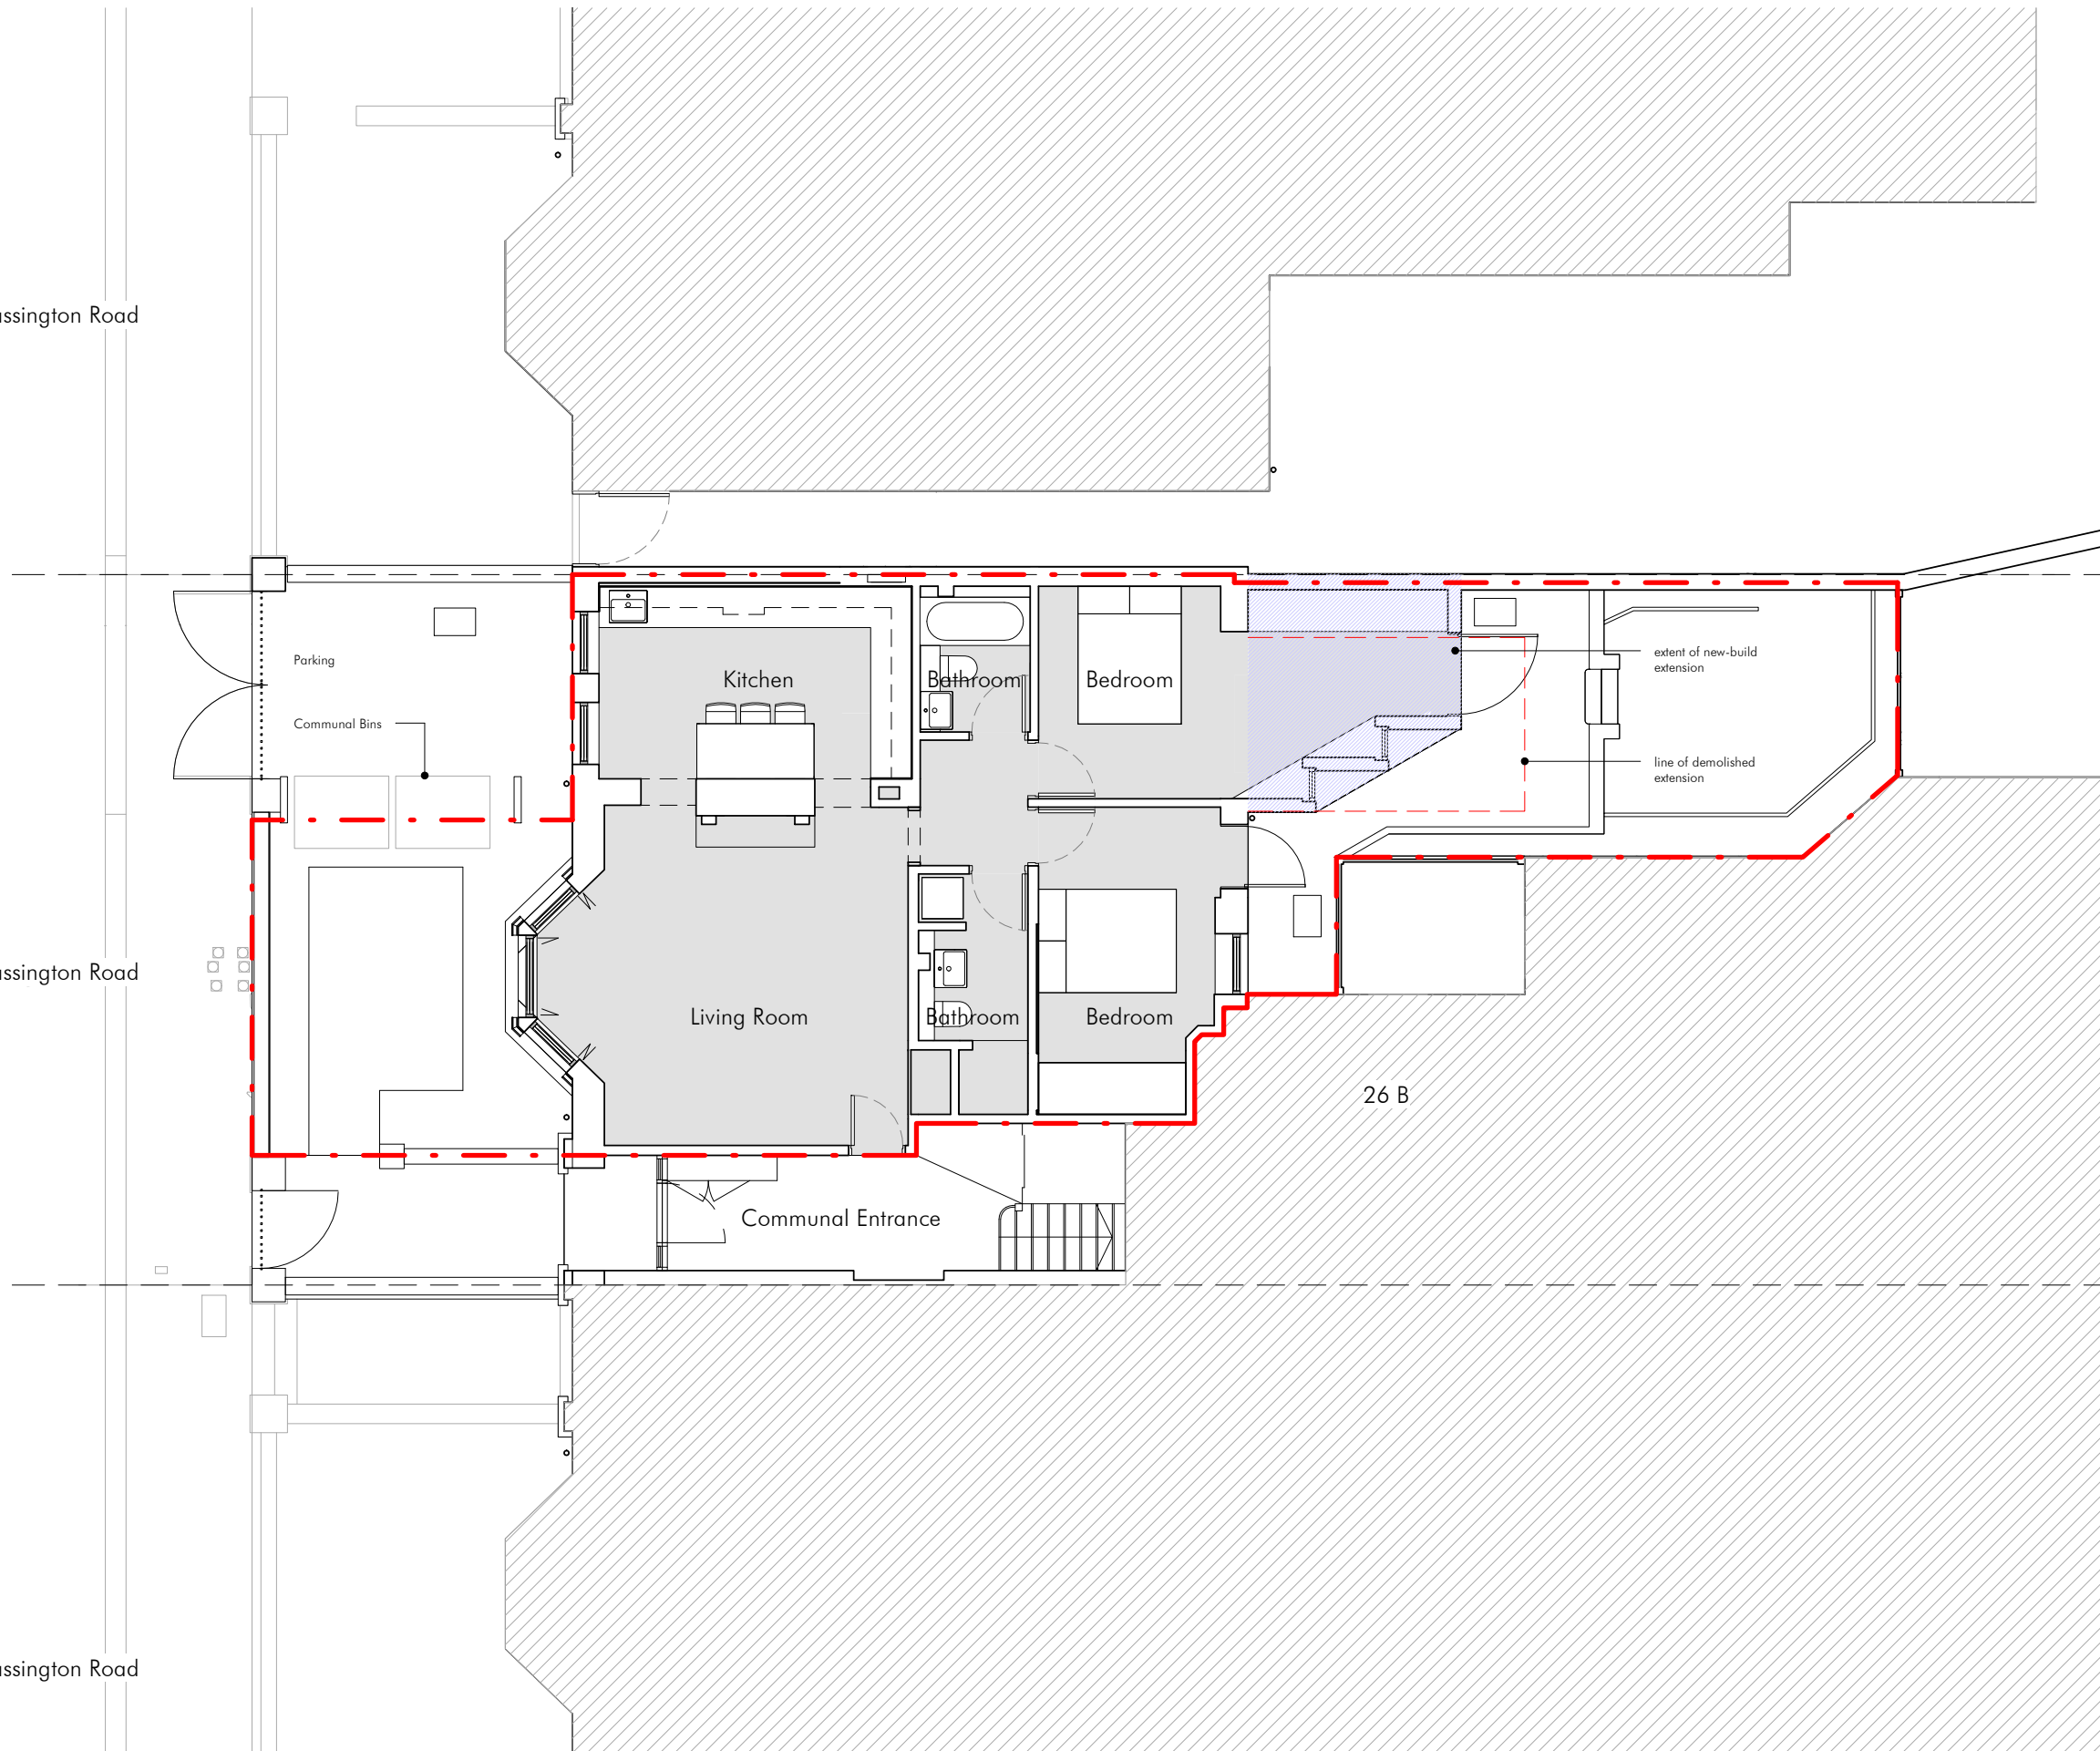 ssington Road
extent of new-build
extension
Parking
Kitchen
Bathroom
Bedroom
Communal Bins
line of demolished
extension
ssington Road
Living Room
Bathroom
Bedroom
26 B
Communal Entrance
ssington Road